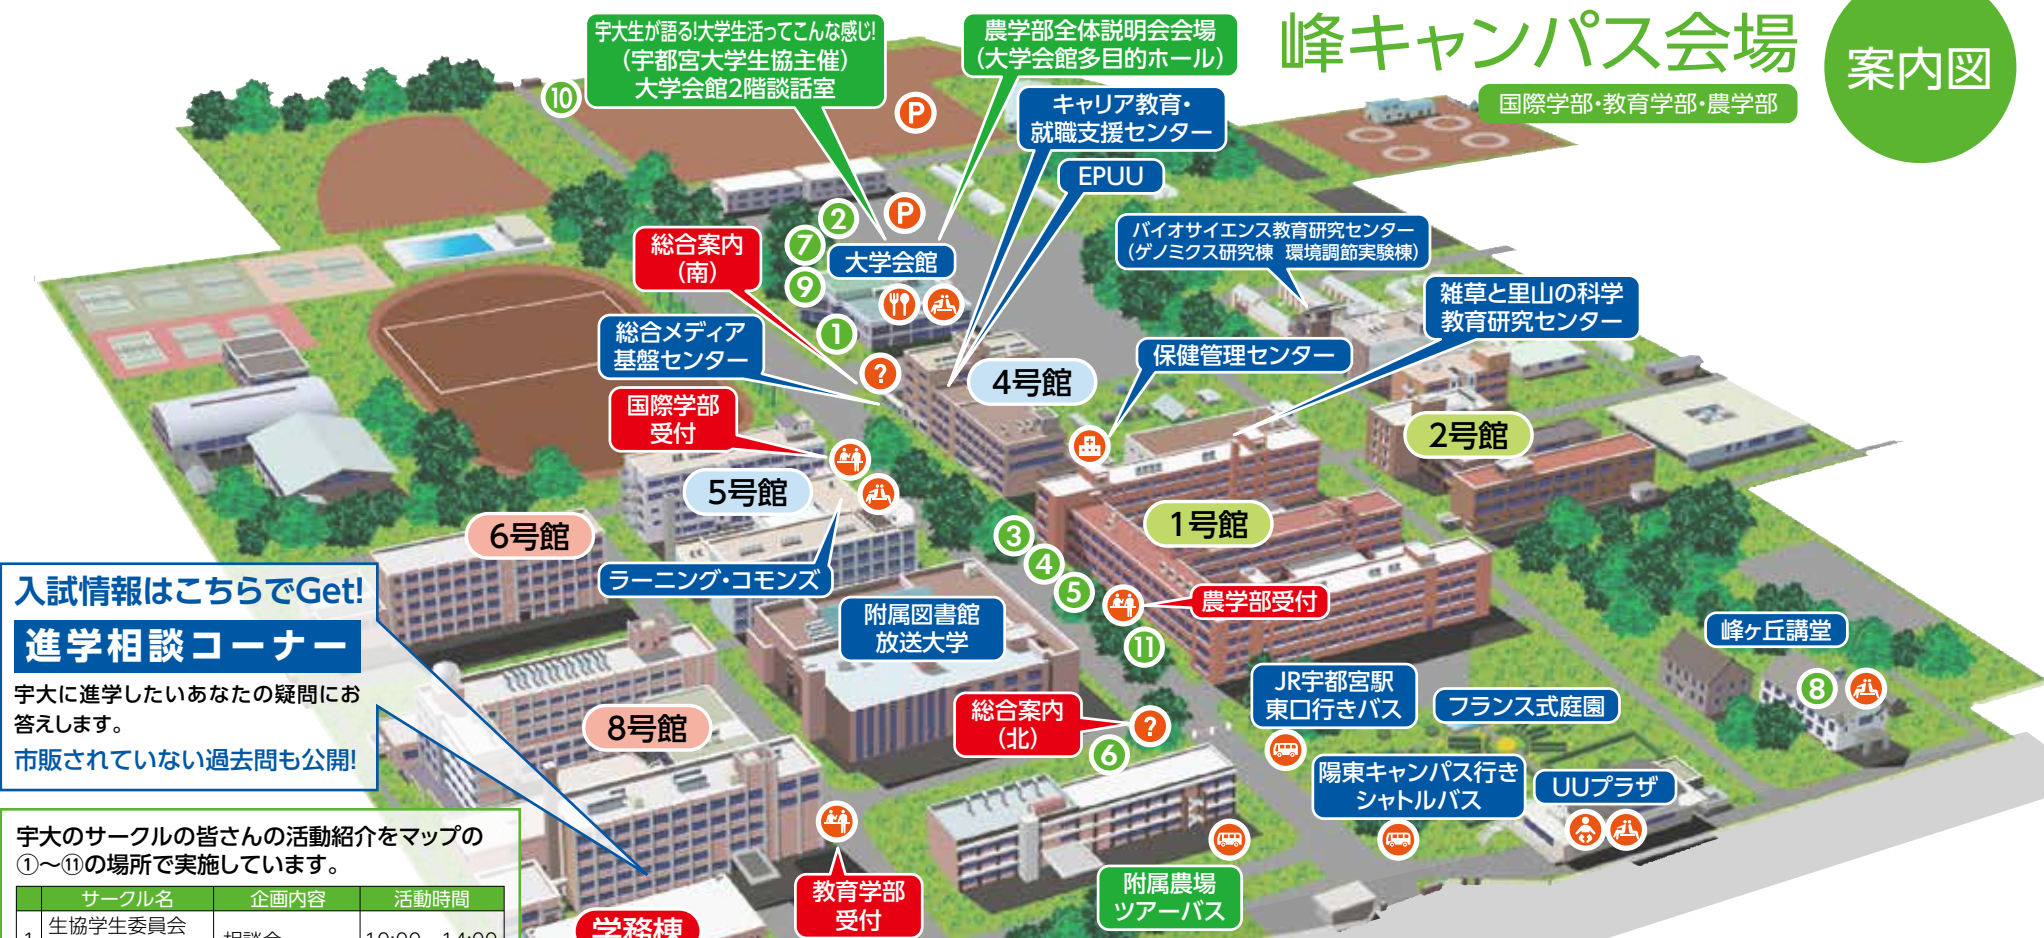 峰キャンパス会場
案内図
国際学部・教育学部・農学部
宇大生が語る!大学生活ってこんな感じ!
(宇都宮大学生協主催)
大学会館2階談話室
農学部全体説明会会場
(大学会館多目的ホール)
⑩
P
キャリア教育・
就職支援センター
EPUU
②
P
⑦
大学会館
⑨
①
総合案内
(南)
?
バイオサイエンス教育研究センター
(ゲノミクス研究棟 環境調節実験棟)
雑草と里山の科学
教育研究センター
総合メディア
基盤センター
4号館
保健管理センター
国際学部
受付
2号館
5号館
1号館
6号館
③
④
⑤
ラーニング・コモンズ
農学部受付
⑪
附属図書館
放送大学
峰ヶ丘講堂
⑧
入試情報はこちらでGet!
進学相談コーナー
宇大に進学したいあなたの疑問にお
答えします。
市販されていない過去問も公開!
8号館
総合案内
(北)
?
⑥
JR宇都宮駅
東口行きバス
フランス式庭園
陽東キャンパス行き
シャトルバス
UUプラザ
教育学部
受付
附属農場
ツアーバス
学務棟
宇大のサークルの皆さんの活動紹介をマップの
①〜⑪の場所で実施しています。
サークル名 企画内容 活動時間
生協学生委員会
1 相談会 10:00〜14:00